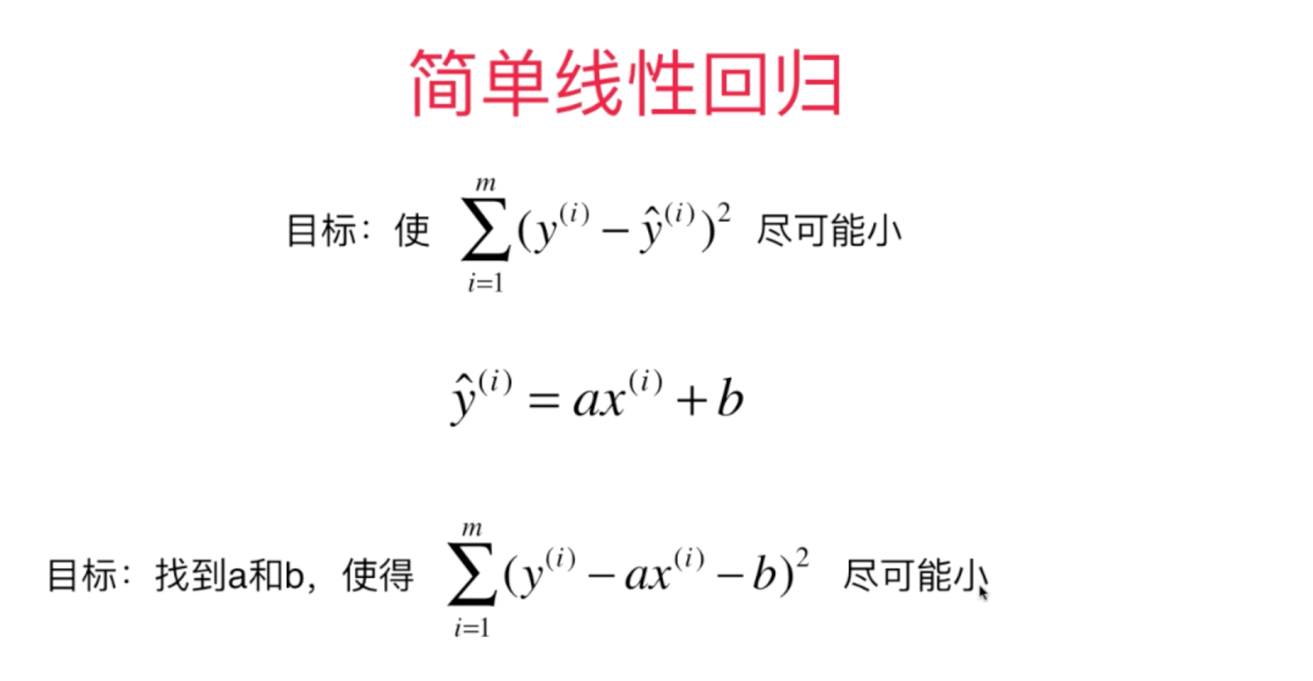 简单线性回归
目标：使 $\sum_{i=1}^{m}(y^{(i)} - \hat{y}^{(i)})^2$ 尽可能小
$\hat{y}^{(i)} = ax^{(i)} + b$
目标：找到a和b，使得 $\sum_{i=1}^{m}(y^{(i)} - ax^{(i)} - b)^2$ 尽可能小